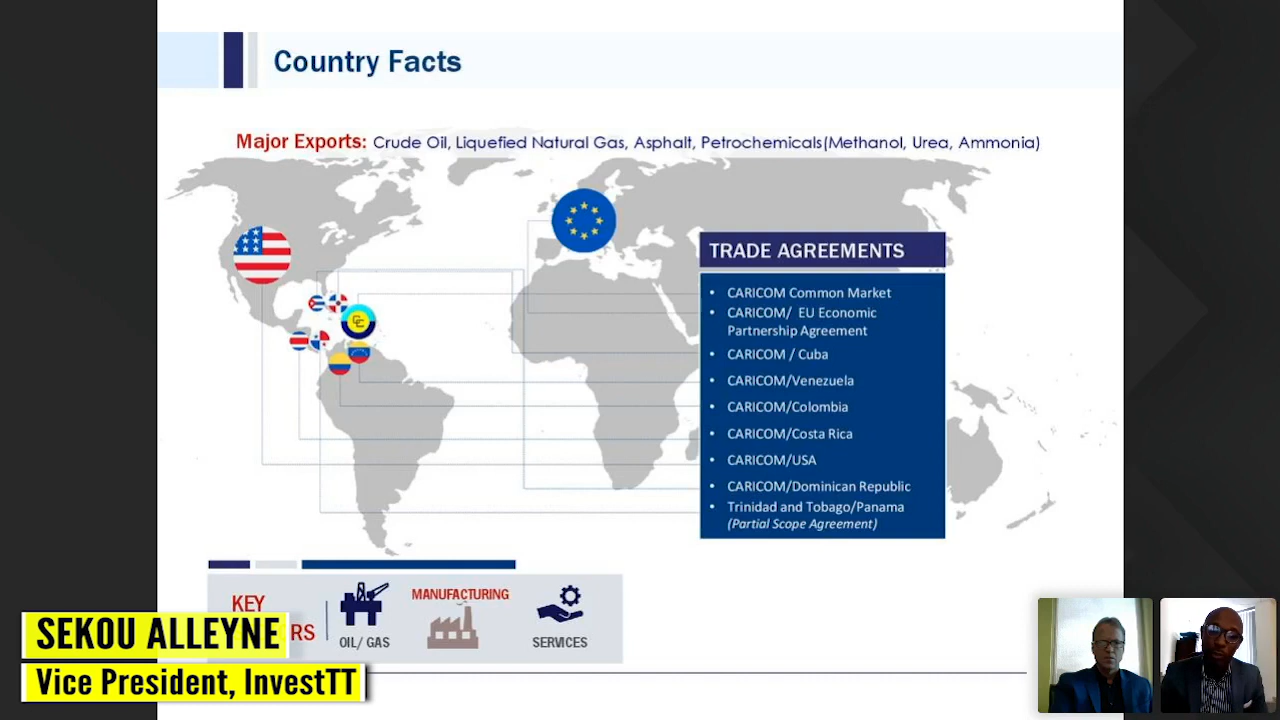 Country Facts
Major Exports: Crude Oil, Liquefied Natural Gas, Asphalt, Petrochemicals(Methanol, Urea, Ammonia)
TRADE AGREEMENTS
• CARICOM Common Market
• CARICOM/ EU Economic
Partnership Agreement
• CARICOM / Cuba
• CARICOM/Venezuela
• CARICOM/Colombia
• CARICOM/Costa Rica
• CARICOM/USA
• CARICOM/Dominican Republic
• Trinidad and Tobago/Panama
(Partial Scope Agreement)
KEY
MANUFACTURING
OIL/ GAS
SERVICES
SEKOU ALLEYNE
Vice President, InvestTT